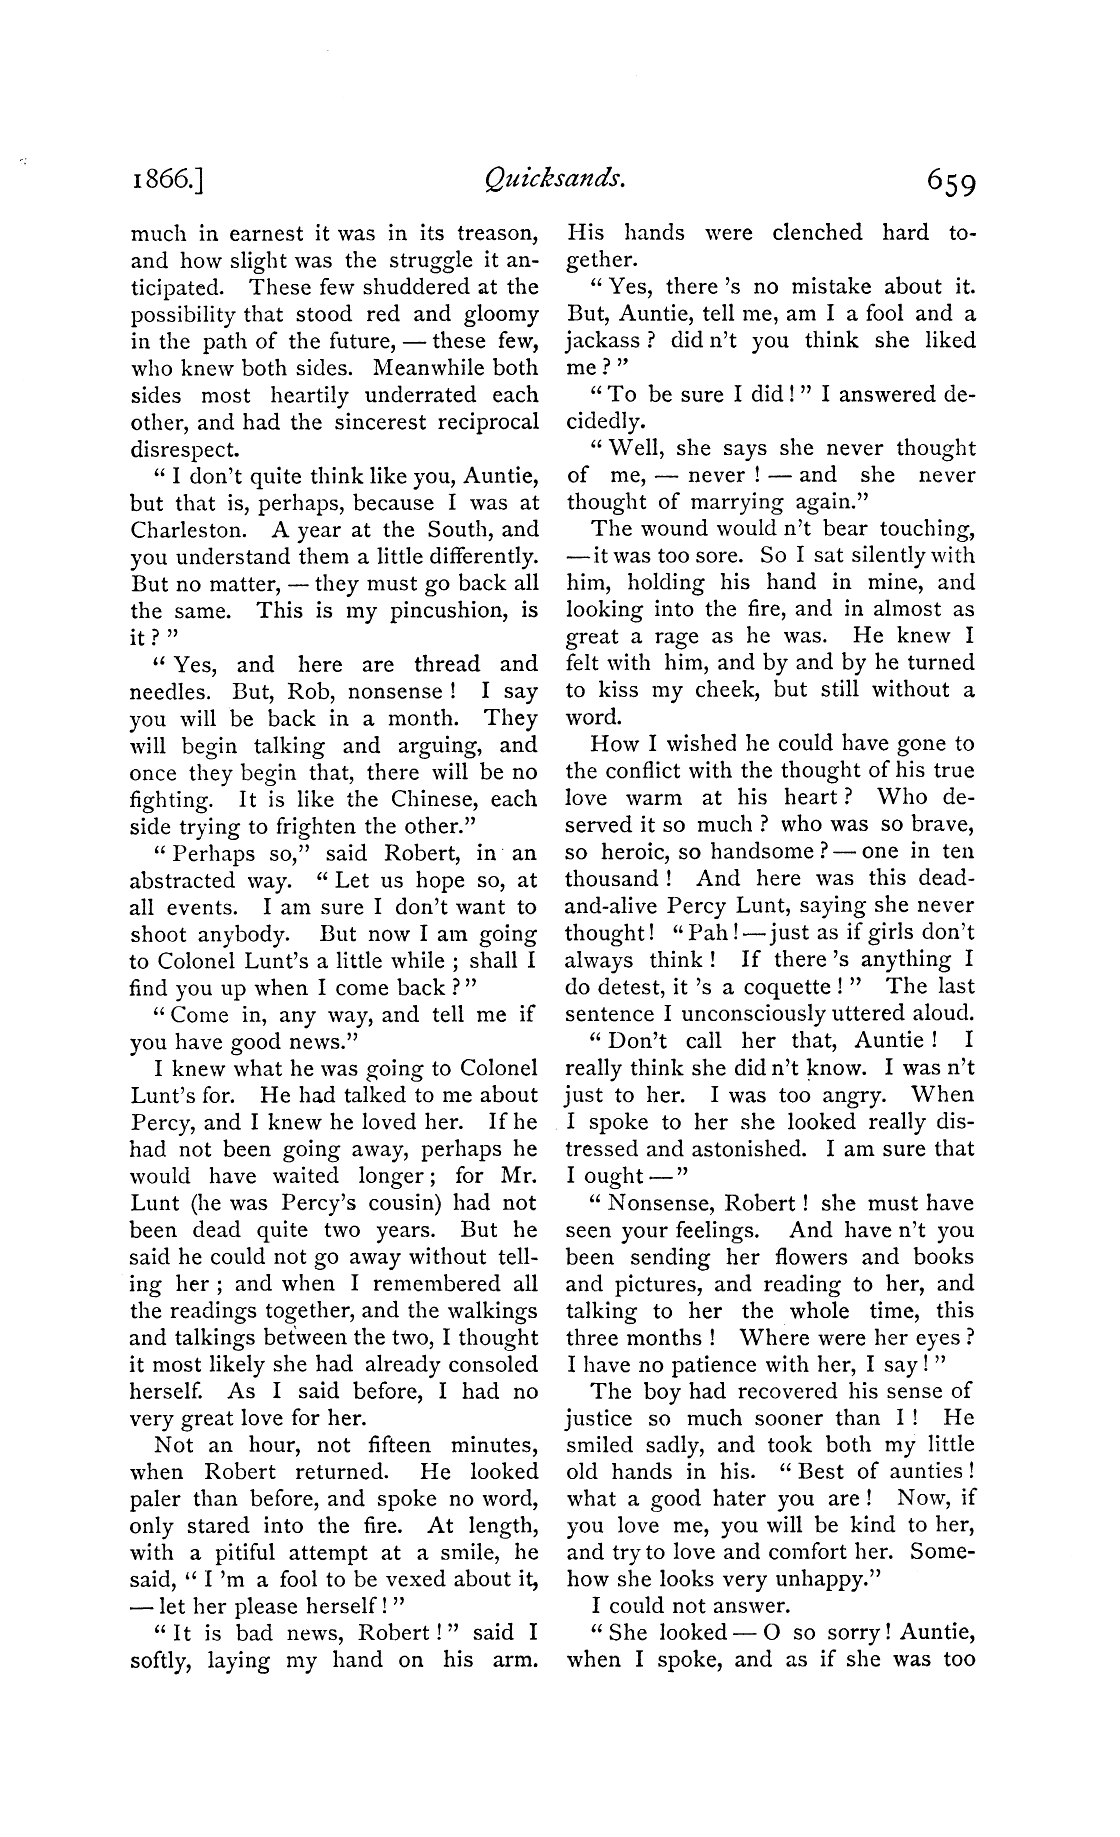 1866.] Quicksands. 659
much in earnest it was in its treason,
and how slight was the struggle it an-
ticipated. These few shuddered at the
possibility that stood red and gloomy
in the path of the future, — these few,
who knew both sides. Meanwhile both
sides most heartily underrated each
other, and had the sincerest reciprocal
disrespect.
“ I don't quite think like you, Auntie,
but that is, perhaps, because I was at
Charleston. A year at the South, and
you understand them a little differently.
But no matter, — they must go back all
the same. This is my pincushion, is
it ? ”
“ Yes, and here are thread and
needles. But, Rob, nonsense ! I say
you will be back in a month. They
will begin talking and arguing, and
once they begin that, there will be no
fighting. It is like the Chinese, each
side trying to frighten the other.”
“ Perhaps so,” said Robert, in an
abstracted way. “ Let us hope so, at
all events. I am sure I don't want to
shoot anybody. But now I am going
to Colonel Lunt's a little while ; shall I
find you up when I come back ? ”
“ Come in, any way, and tell me if
you have good news.”
I knew what he was going to Colonel
Lunt's for. He had talked to me about
Percy, and I knew he loved her. If he
had not been going away, perhaps he
would have waited longer ; for Mr.
Lunt (he was Percy's cousin) had not
been dead quite two years. But he
said he could not go away without tell-
ing her ; and when I remembered all
the readings together, and the walkings
and talkings between the two, I thought
it most likely she had already consoled
herself. As I said before, I had no
very great love for her.
Not an hour, not fifteen minutes,
when Robert returned. He looked
paler than before, and spoke no word,
only stared into the fire. At length,
with a pitiful attempt at a smile, he
said, “ I 'm a fool to be vexed about it,
— let her please herself ! ”
“ It is bad news, Robert ! ” said I
softly, laying my hand on his arm.
His hands were clenched hard to-
gether.
“ Yes, there 's no mistake about it.
But, Auntie, tell me, am I a fool and a
jackass ? did n't you think she liked
me ? ”
“ To be sure I did ! ” I answered de-
cidedly.
“ Well, she says she never thought
of me, — never ! — and she never
thought of marrying again.”
The wound would n't bear touching,
— it was too sore. So I sat silently with
him, holding his hand in mine, and
looking into the fire, and in almost as
great a rage as he was. He knew I
felt with him, and by and by he turned
to kiss my cheek, but still without a
word.
How I wished he could have gone to
the conflict with the thought of his true
love warm at his heart ? Who de-
served it so much ? who was so brave,
so heroic, so handsome ? — one in ten
thousand ! And here was this dead-
and-alive Percy Lunt, saying she never
thought ! “ Pah ! — just as if girls don't
always think ! If there 's anything I
do detest, it 's a coquette ! ” The last
sentence I unconsciously uttered aloud.
“ Don't call her that, Auntie ! I
really think she did n't know. I was n't
just to her. I was too angry. When
I spoke to her she looked really dis-
tressed and astonished. I am sure that
I ought — ”
“ Nonsense, Robert ! she must have
seen your feelings. And have n't you
been sending her flowers and books
and pictures, and reading to her, and
talking to her the whole time, this
three months ! Where were her eyes ?
I have no patience with her, I say ! ”
The boy had recovered his sense of
justice so much sooner than I ! He
smiled sadly, and took both my little
old hands in his. “ Best of aunties !
what a good hater you are ! Now, if
you love me, you will be kind to her,
and try to love and comfort her. Some-
how she looks very unhappy.”
I could not answer.
“ She looked — O so sorry ! Auntie,
when I spoke, and as if she was too